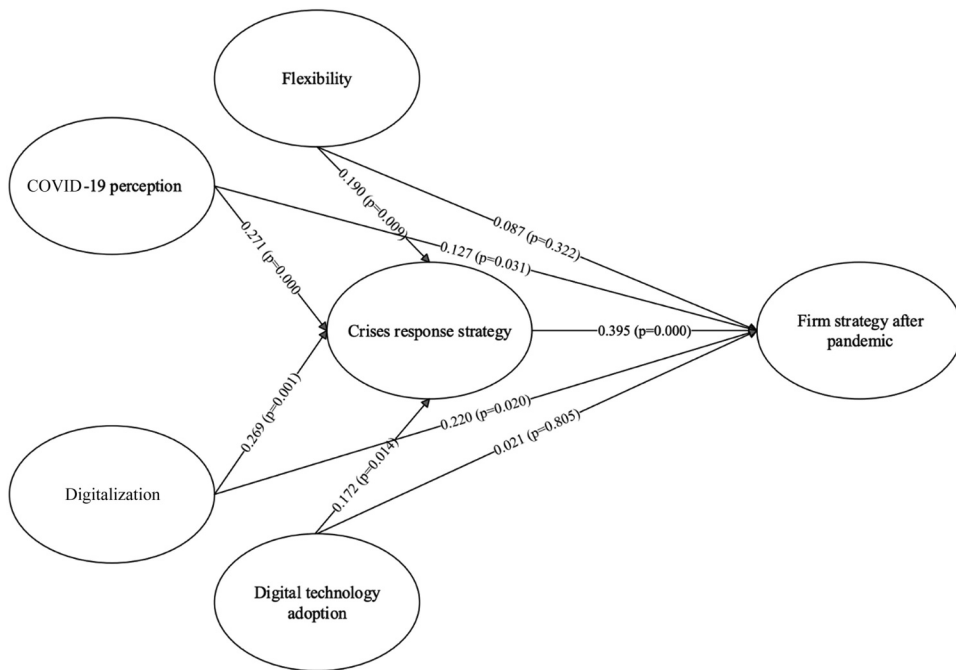 Flexibility
COVID-19 perception
0.190 (p=0.009)
0.087 (p=0.322)
0.271 (p=0.000
0.127 (p=0.031)
Crises response strategy
0.395 (p=0.000)
Firm strategy after
pandemic
0.269 (p=0.001)
0.220 (p=0.020)
0.172 (p=0.014)
0.021 (p=0.805)
Digitalization
Digital technology
adoption